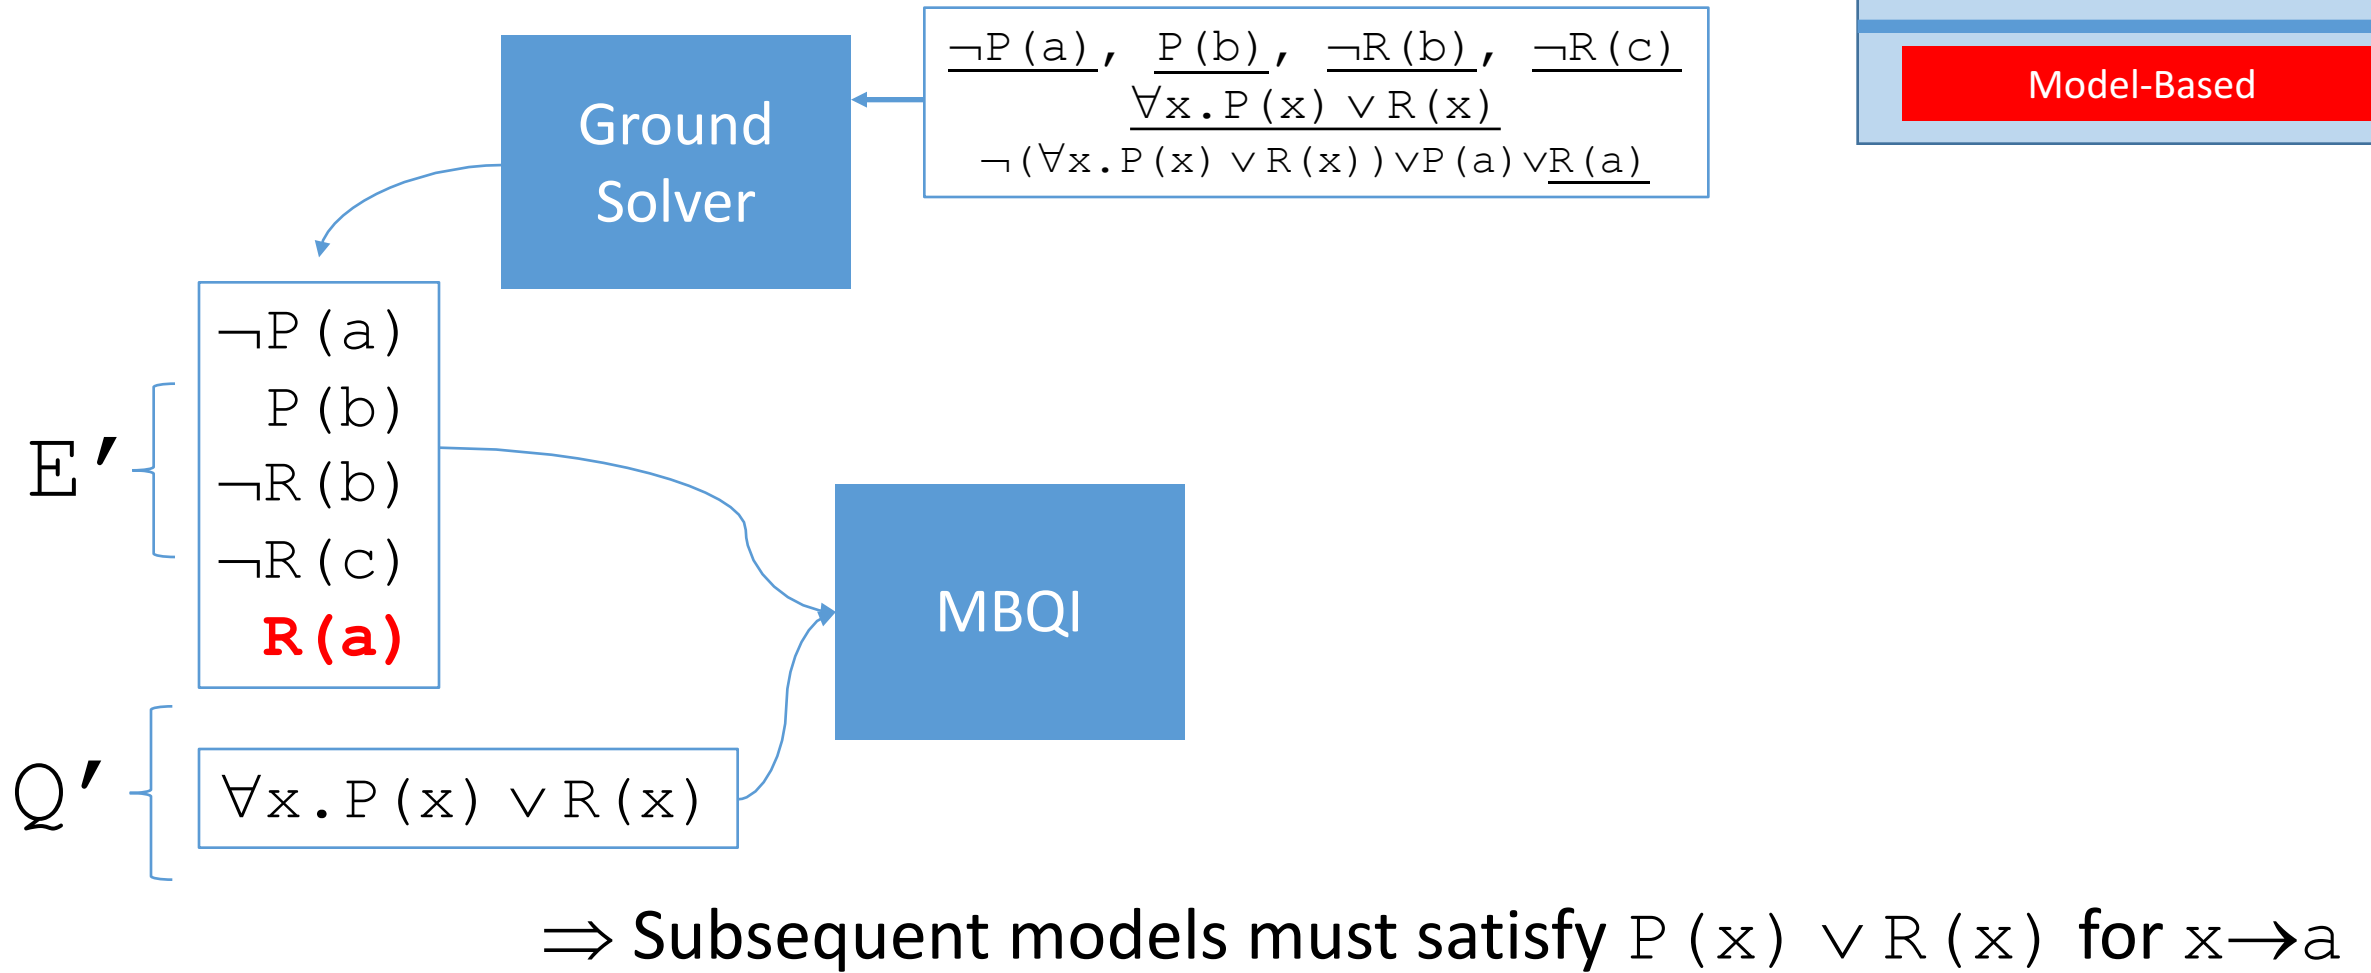 ¬P(a), P(b), ¬R(b), ¬R(c)
∀x.P(x)∨R(x)
¬(∀x.P(x)∨R(x))∨P(a)∨R(a)
Model-Based
Ground
Solver
¬P(a)
P(b)
¬R(b)
¬R(c)
R(a)
E′
MBQI
Q′
∀x.P(x)∨R(x)
⇒ Subsequent models must satisfy P(x)∨R(x) for x→a